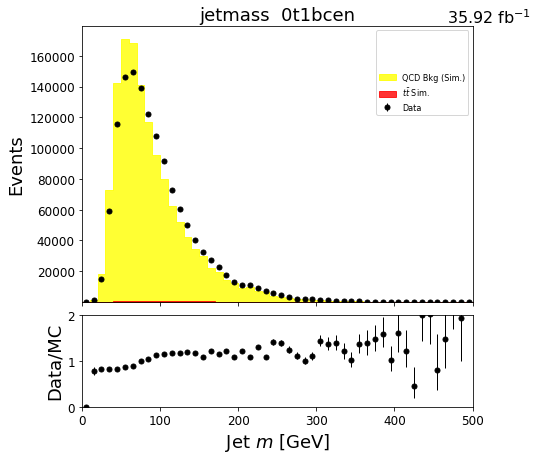 jetmass 0t1bcen
35.92 fb⁻¹
160000
140000
120000
100000
80000
60000
40000
20000
Events
QCD Bkg (Sim.)
tt̄ Sim.
Data
2
1
0
Data/MC
0 100 200 300 400 500
Jet m [GeV]